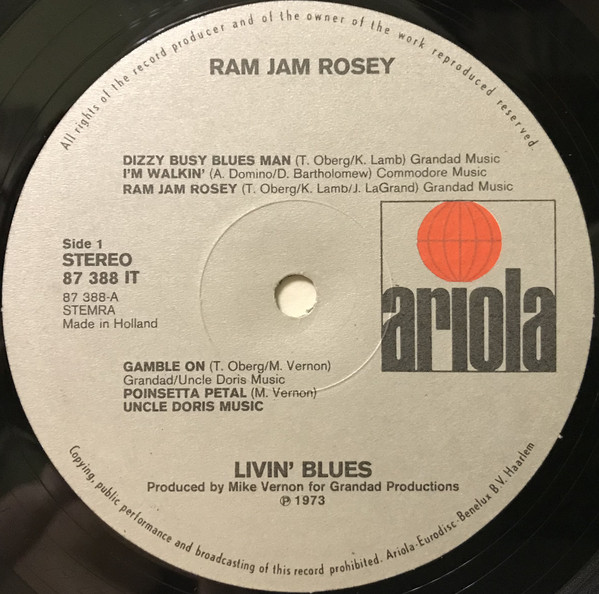 All rights of the record producer and of the owner of the work reproduced reserved.
RAM JAM ROSEY
DIZZY BUSY BLUES MAN (T. Oberg/K. Lamb) Grandad Music
I'M WALKIN' (A. Domino/D. Bartholomew) Commodore Music
RAM JAM ROSEY (T. Oberg/K. Lamb/J. LaGrand) Grandad Music
Side 1
STEREO
87 388 IT
87 388-A
STEMRA
Made in Holland
ariola
GAMBLE ON (T. Oberg/M. Vernon)
Grandad/Uncle Doris Music
POINSETTA PETAL (M. Vernon)
UNCLE DORIS MUSIC
LIVIN' BLUES
Produced by Mike Vernon for Grandad Productions
℗ 1973
Copying, public performance and broadcasting of this record prohibited. Ariola-Eurodisc-Benelux B.V. Haarlem